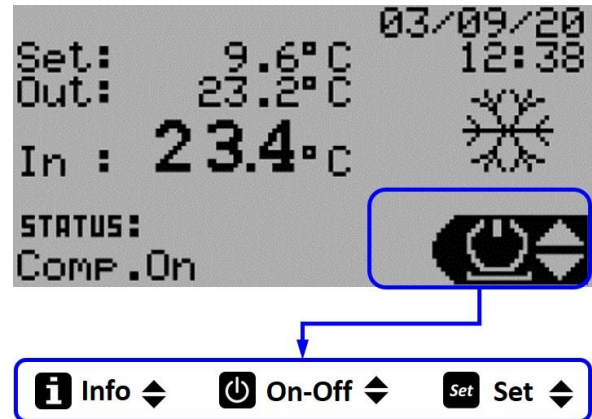 03/09/20
Set: 9.6°C 12:38
Out: 23.2°C
In : 23.4°C
STATUS:
Comp.On
i Info On-Off Set Set